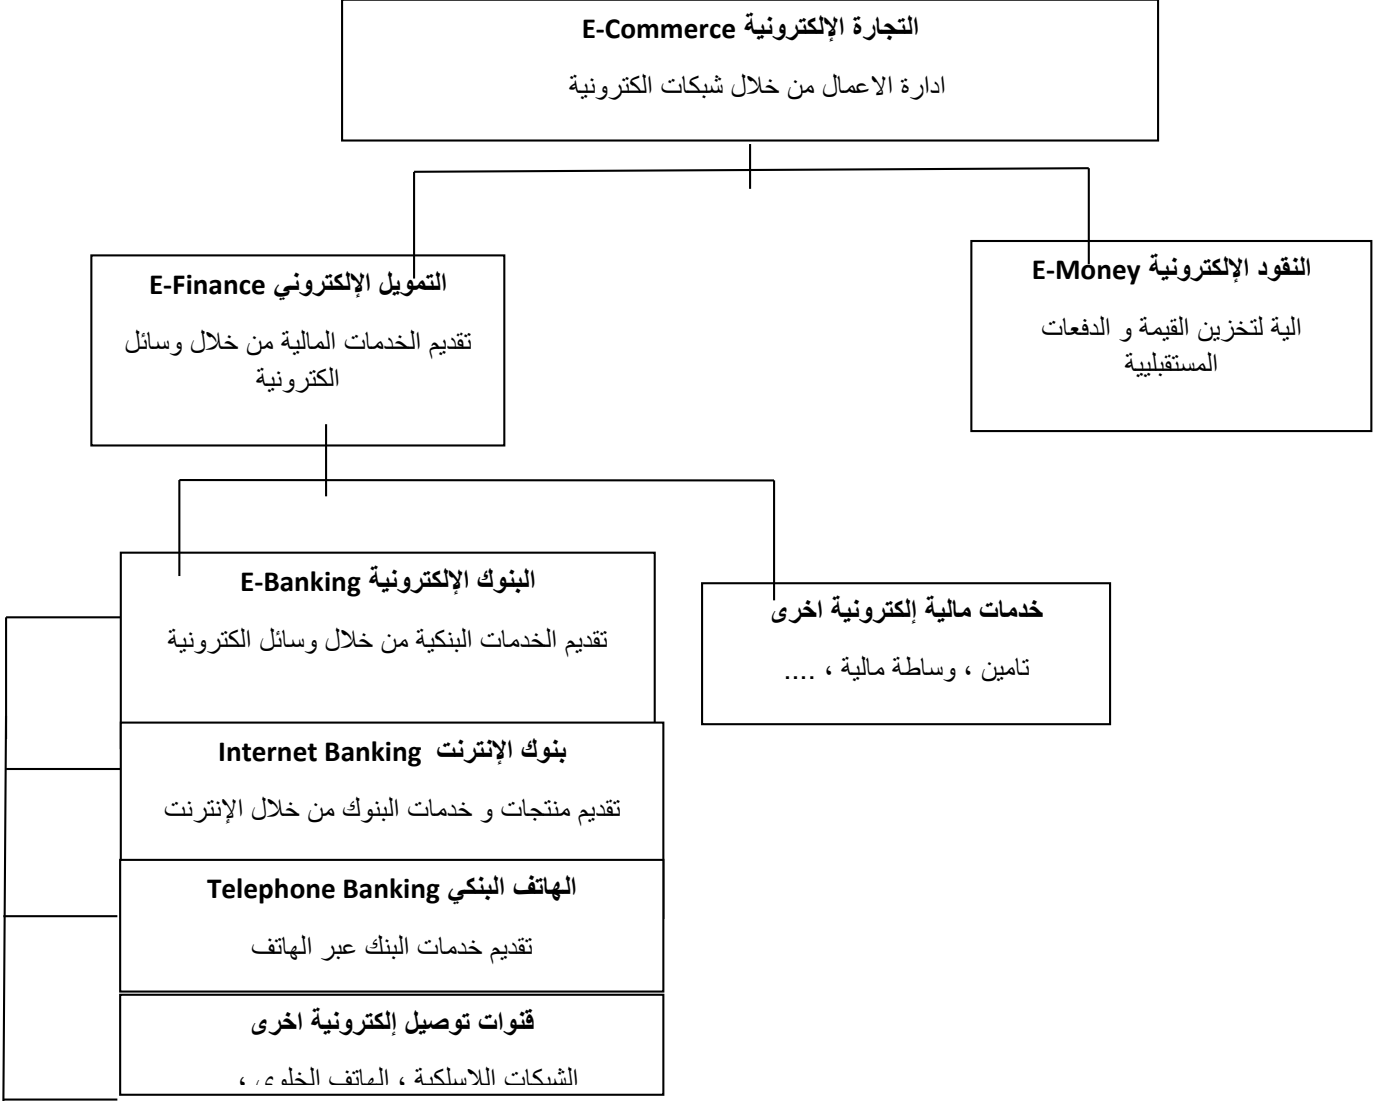 التجارة الإلكترونية E-Commerce
ادارة الاعمال من خلال شبكات الكترونية
النقود الإلكترونية E-Money
الية لتخزين القيمة و الدفعات
المستقبليية
التمويل الإلكتروني E-Finance
تقديم الخدمات المالية من خلال وسائل
الكترونية
البنوك الإلكترونية E-Banking
تقديم الخدمات البنكية من خلال وسائل الكترونية
خدمات مالية إلكترونية اخرى
تامين ، وساطة مالية ، ....
بنوك الإنترنت Internet Banking
تقديم منتجات و خدمات البنوك من خلال الإنترنت
الهاتف البنكي Telephone Banking
تقديم خدمات البنك عبر الهاتف
قنوات توصيل إلكترونية اخرى
الشبكات اللاسلكية ، الهاتف الخلوي ،